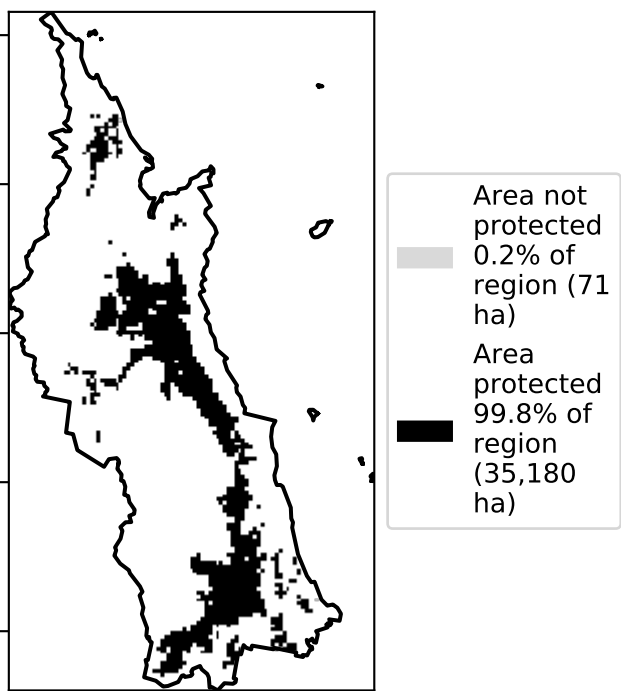 Area not
protected
0.2% of
region (71
ha)
Area
protected
99.8% of
region
(35,180
ha)